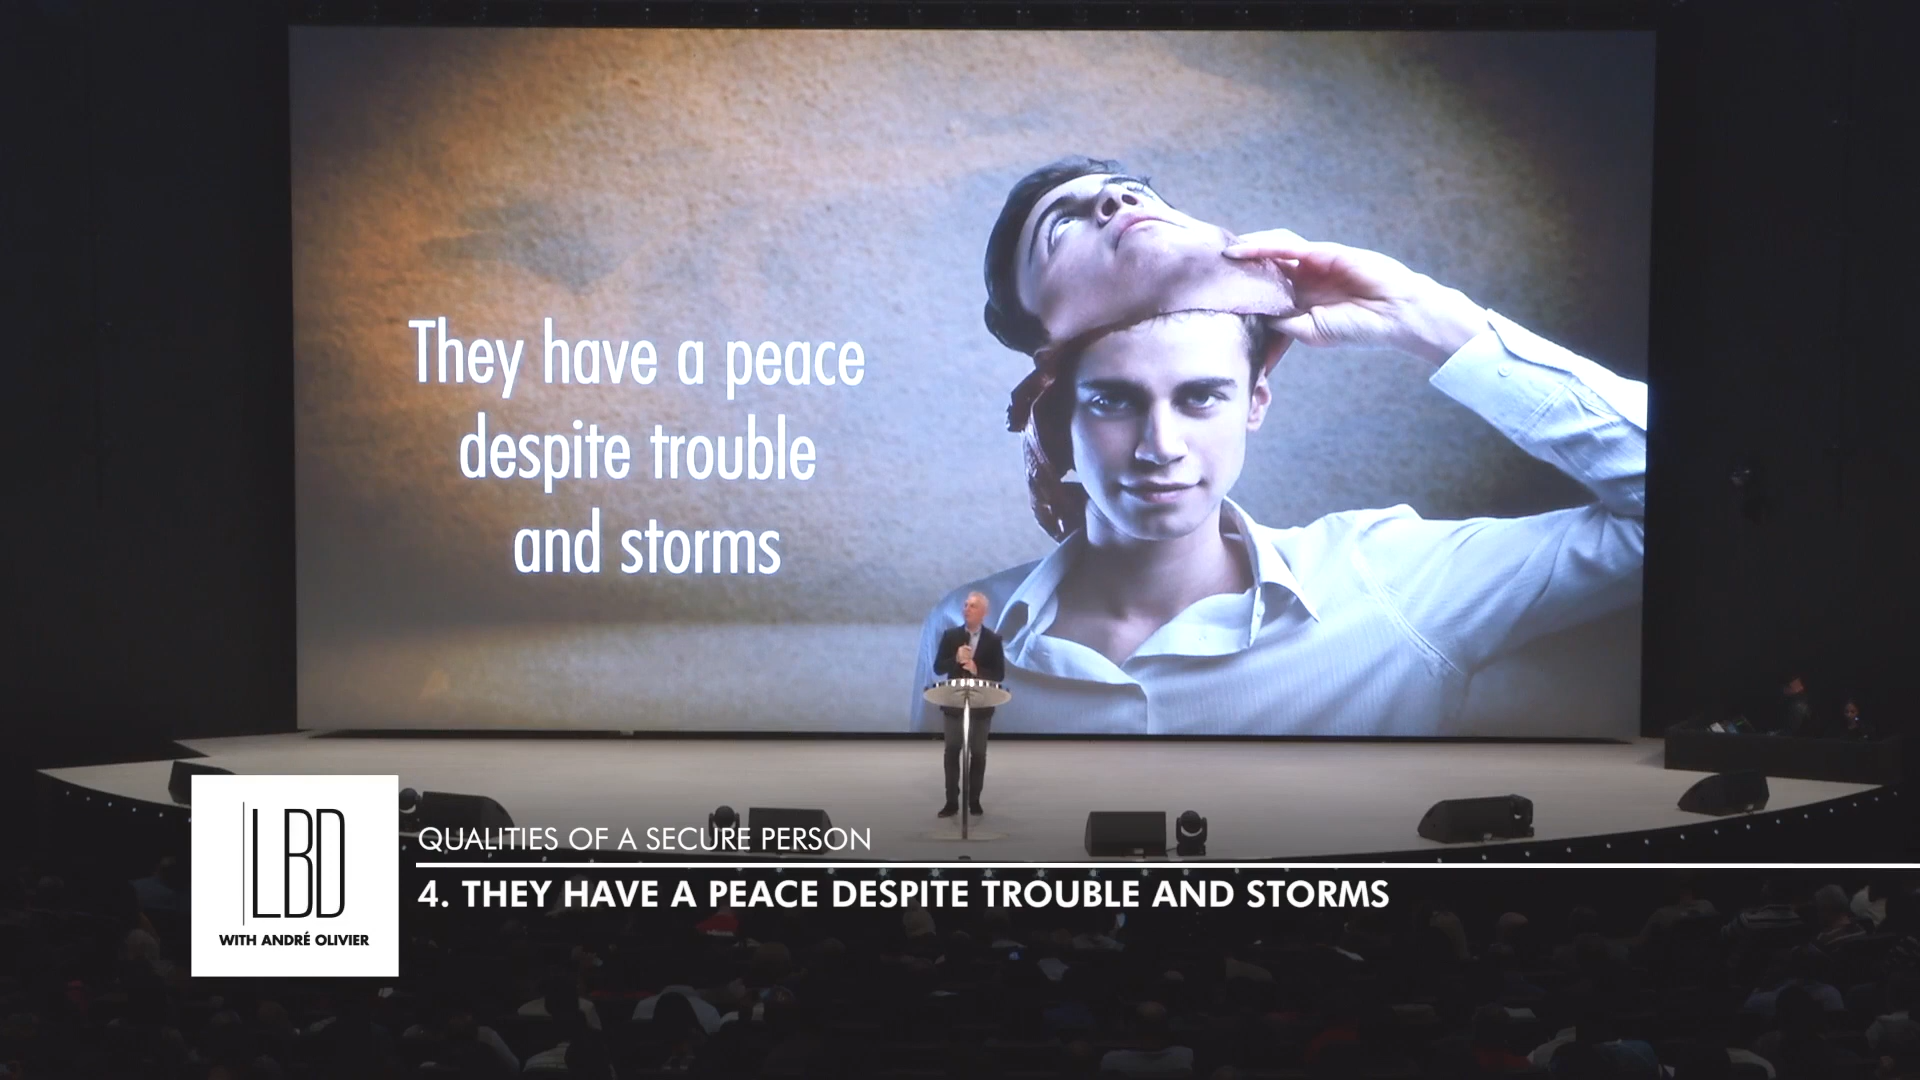 They have a peace
despite trouble
and storms
LBD
WITH ANDRÉ OLIVIER
QUALITIES OF A SECURE PERSON
4. THEY HAVE A PEACE DESPITE TROUBLE AND STORMS